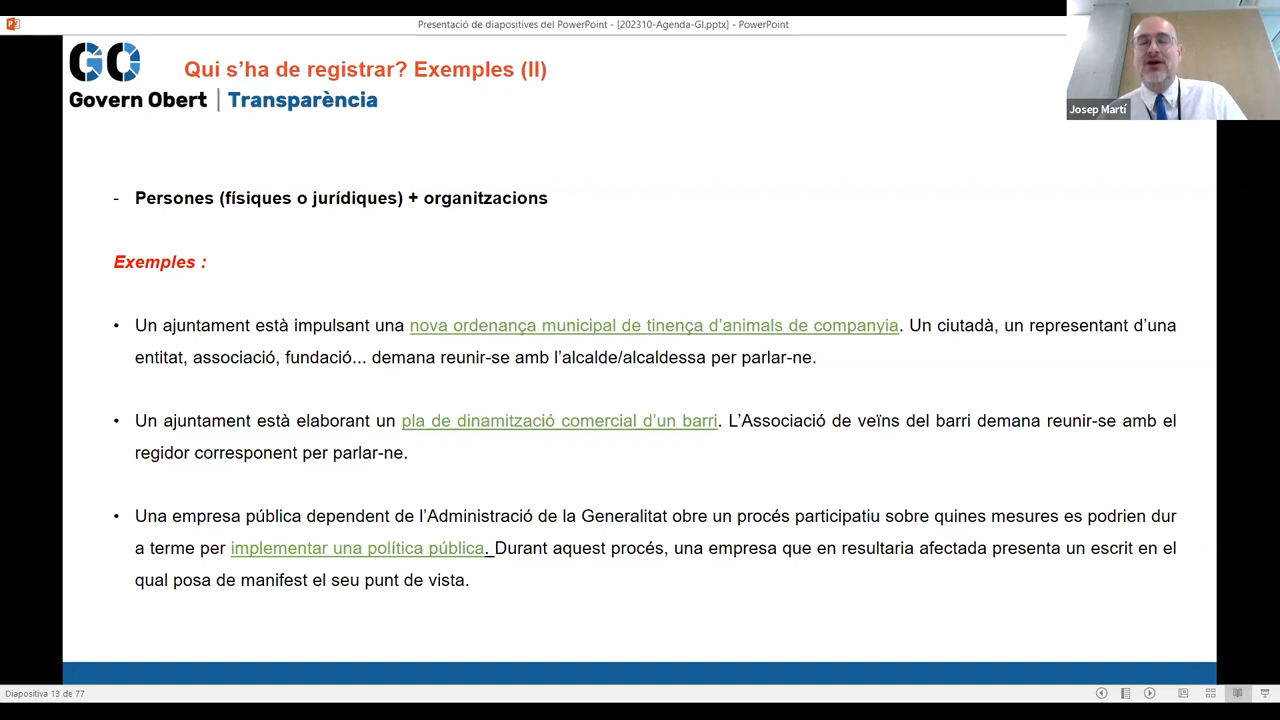 Presentació de diapositives del PowerPoint - [202310-Agenda-GI.pptx] - PowerPoint
GO
Qui s’ha de registrar? Exemples (II)
Govern Obert | Transparència
Josep Martí
- Persones (físiques o jurídiques) + organitzacions
Exemples :
• Un ajuntament està impulsant una nova ordenança municipal de tinença d’animals de companyia. Un ciutadà, un representant d’una
entitat, associació, fundació... demana reunir-se amb l’alcalde/alcaldessa per parlar-ne.
• Un ajuntament està elaborant un pla de dinamització comercial d’un barri. L’Associació de veïns del barri demana reunir-se amb el
regidor corresponent per parlar-ne.
• Una empresa pública dependent de l’Administració de la Generalitat obre un procés participatiu sobre quines mesures es podrien dur
a terme per implementar una política pública. Durant aquest procés, una empresa que en resultaria afectada presenta un escrit en el
qual posa de manifest el seu punt de vista.
Diapositiva 13 de 77